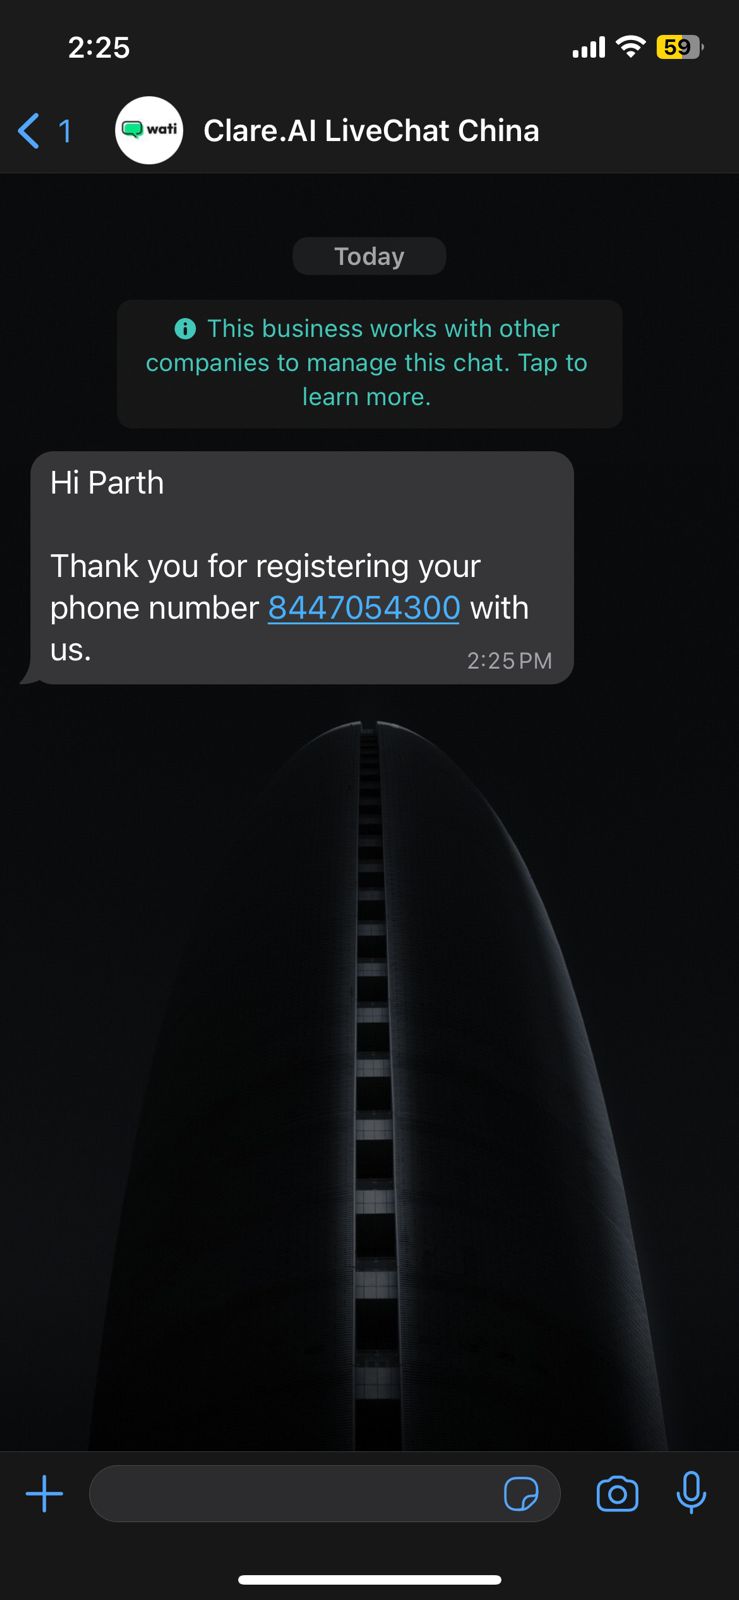 2:25
59
1
wati
Clare.AI LiveChat China
Today
This business works with other
companies to manage this chat. Tap to
learn more.
Hi Parth
Thank you for registering your
phone number 8447054300 with
us.
2:25 PM